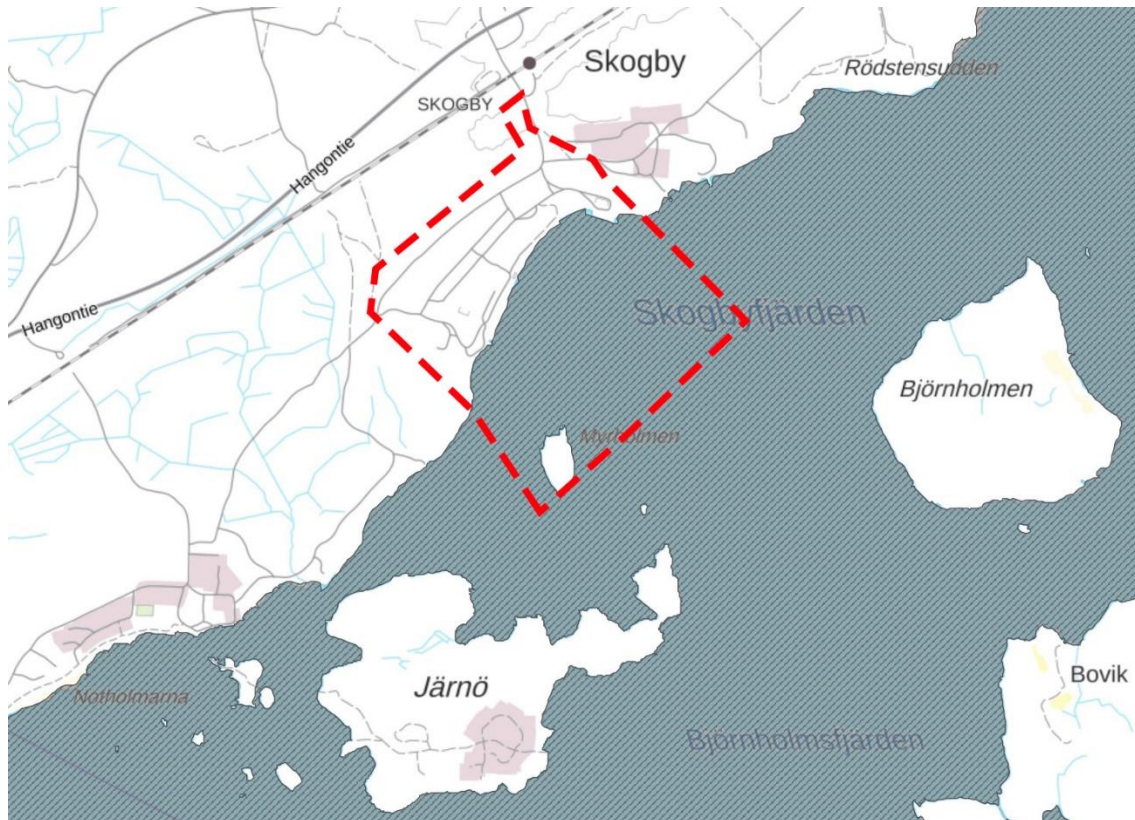 Skogby
Rödstensudden
SKOGBY
Hangontie
Hangontie
Skogbyfjärden
Björnholmen
Myrholmen
Järnö
Bovik
Notholmarna
Björnholmsfjärden